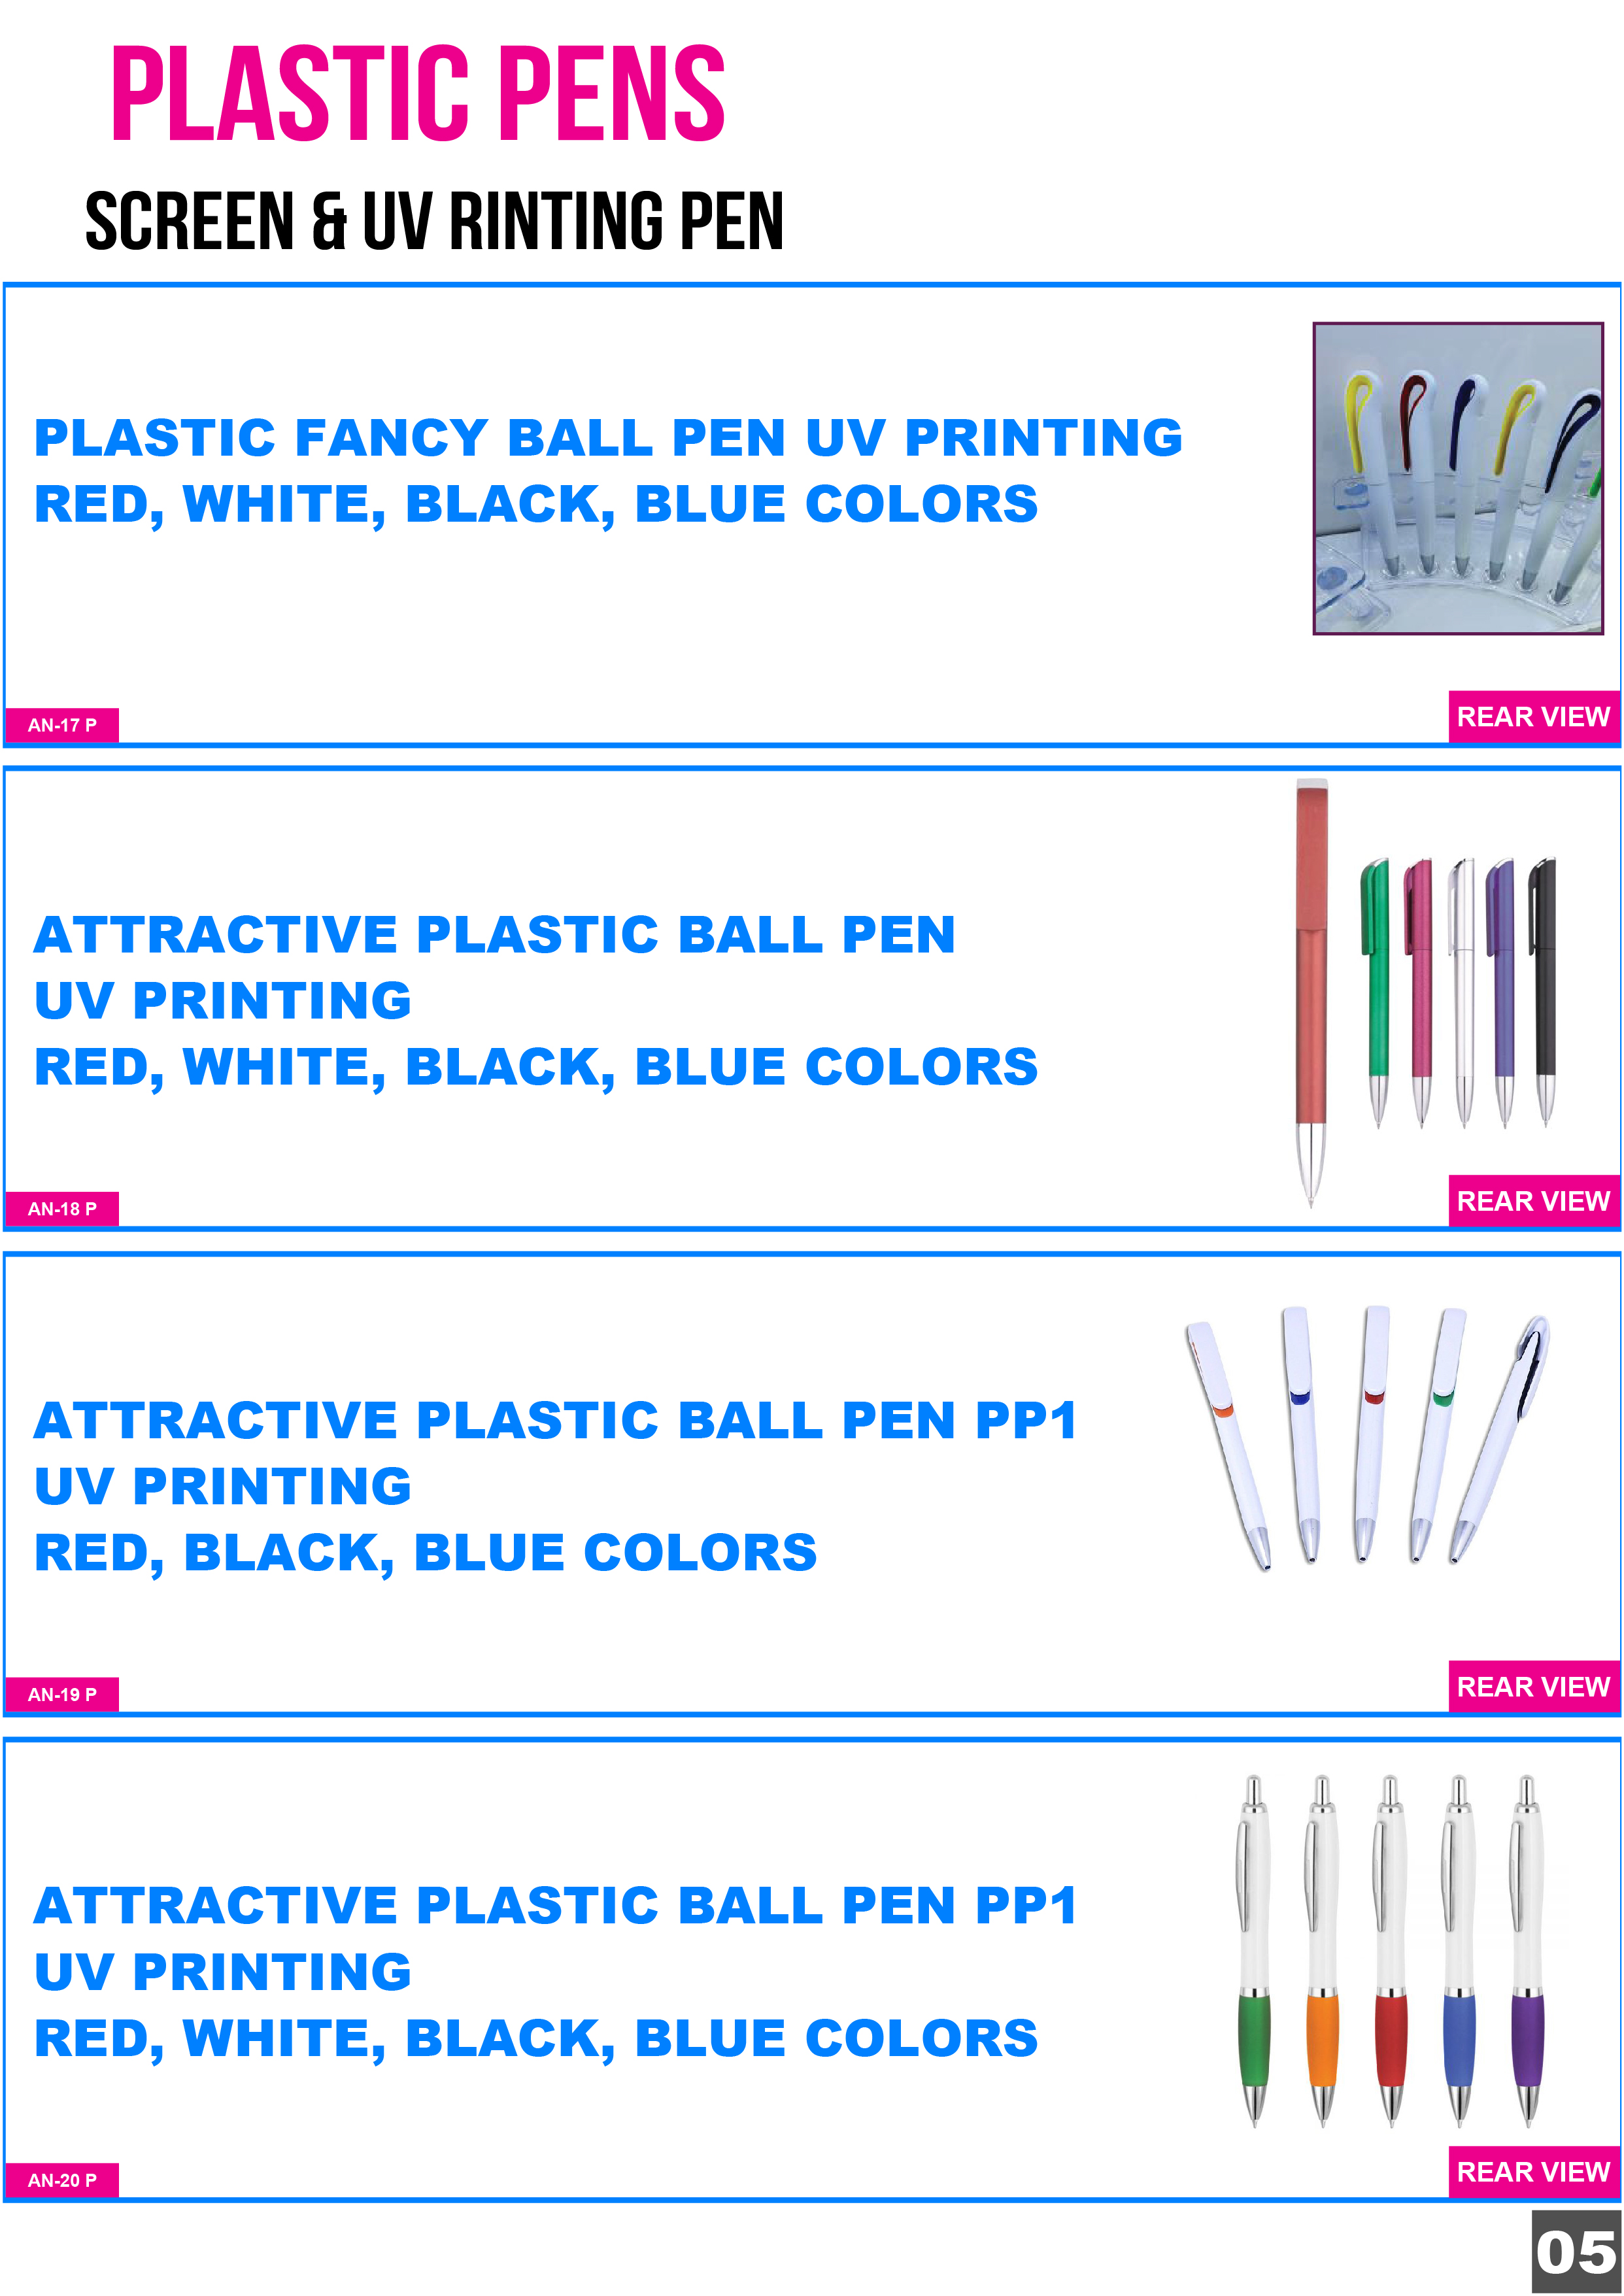 PLASTIC PENS
SCREEN & UV RINTING PEN
PLASTIC FANCY BALL PEN UV PRINTING
RED, WHITE, BLACK, BLUE COLORS
AN-17 P
REAR VIEW
ATTRACTIVE PLASTIC BALL PEN
UV PRINTING
RED, WHITE, BLACK, BLUE COLORS
AN-18 P
REAR VIEW
ATTRACTIVE PLASTIC BALL PEN PP1
UV PRINTING
RED, BLACK, BLUE COLORS
AN-19 P
REAR VIEW
ATTRACTIVE PLASTIC BALL PEN PP1
UV PRINTING
RED, WHITE, BLACK, BLUE COLORS
AN-20 P
REAR VIEW
05